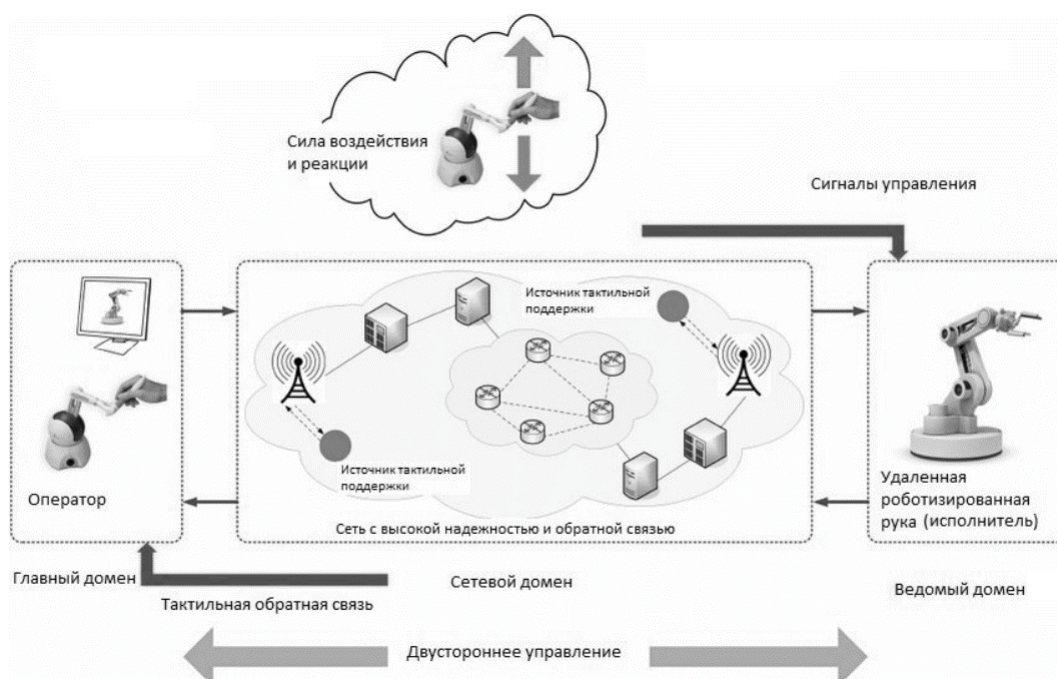 Сила воздействия
и реакции
Сигналы управления
Источник тактильной
поддержки
Источник тактильной
поддержки
Оператор
Удаленная
роботизированная
рука (исполнитель)
Сеть с высокой надежностью и обратной связью
Главный домен
Сетевой домен
Ведомый домен
Тактильная обратная связь
Двустороннее управление